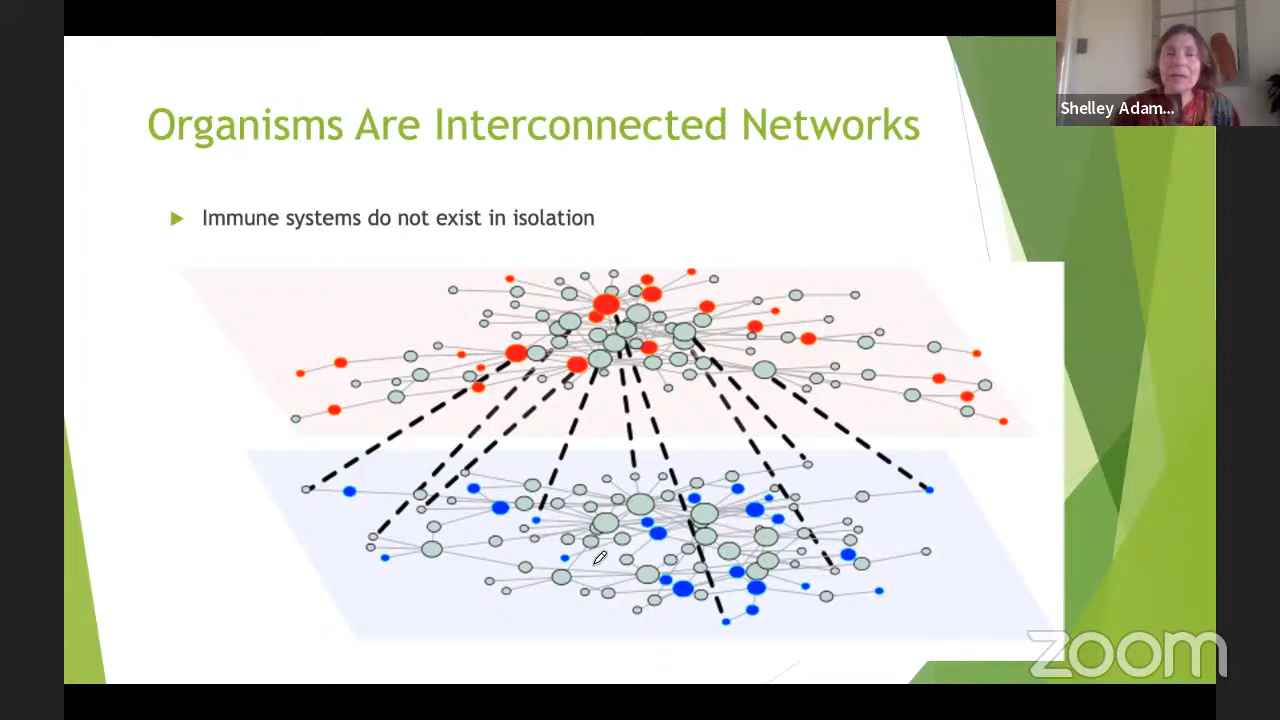 Shelley Adam...
Organisms Are Interconnected Networks
Immune systems do not exist in isolation
zoom